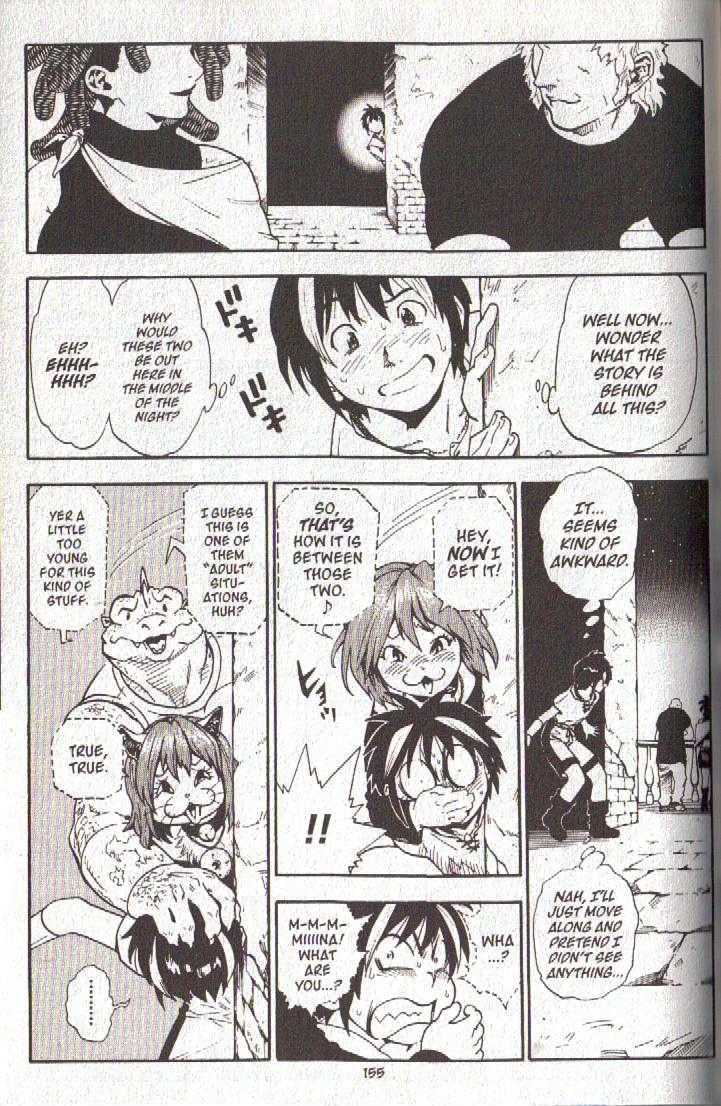 WELL NOW...
WONDER
WHAT THE
STORY IS
BEHIND
ALL THIS?
ドキ
ドキ
WHY
WOULD
THESE TWO
BE OUT
HERE IN
THE MIDDLE
OF THE
NIGHT?
EH?
EHHH-
HHH?
IT...
SEEMS
KIND OF
AWKWARD.
NAH, I'LL
JUST MOVE
ALONG AND
PRETEND I
DIDN'T SEE
ANYTHING...
HEY,
NOW I
GET IT!
SO,
THAT'S
HOW IT IS
BETWEEN
THOSE
TWO.
♪
ヒョッ
!!
WHA
...?
M-M-M-
MIIIINA!
WHAT
ARE
YOU...?
I GUESS
THIS IS
ONE OF
THEM
"ADULT"
SITU-
ATIONS,
HUH?
YER A
LITTLE
TOO
YOUNG
FOR THIS
KIND OF
STUFF.
TRUE,
TRUE.
.........
155